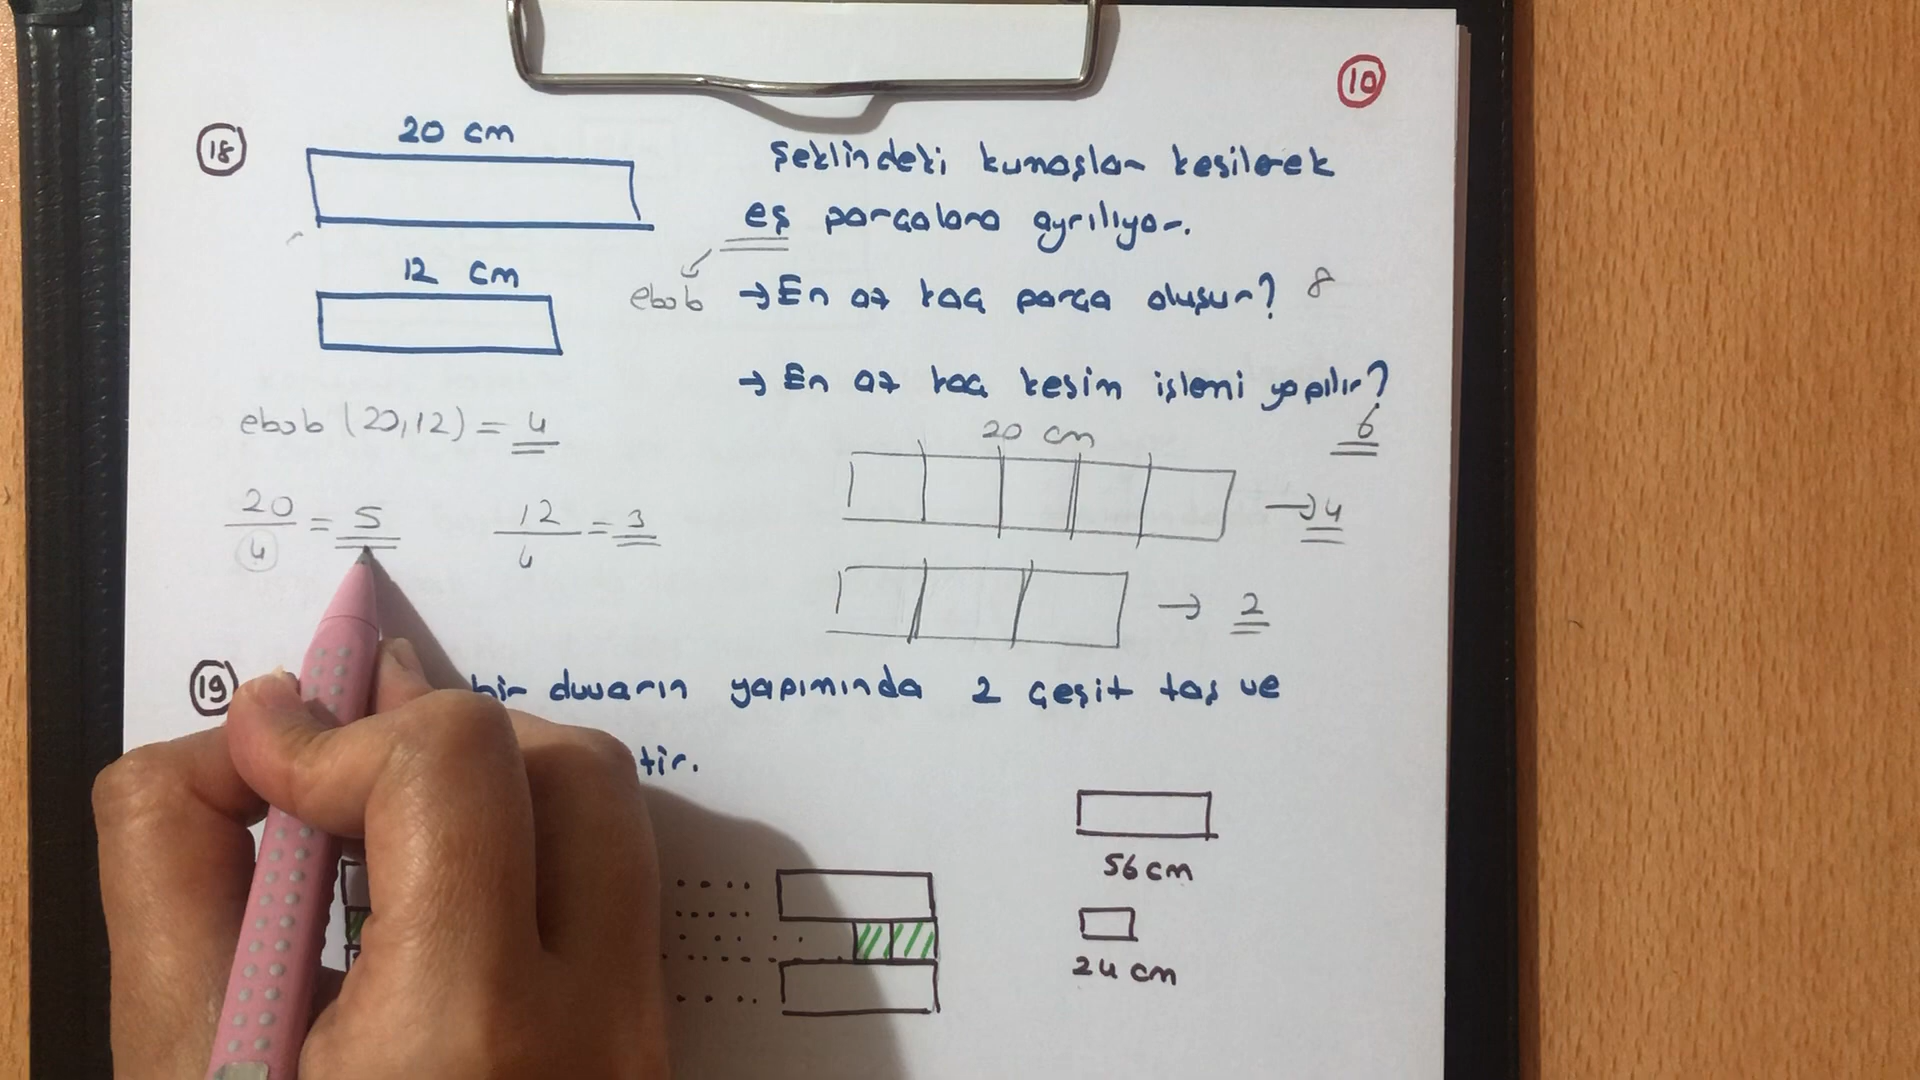 10
18
20 cm
Şeklindeki kumaşlar kesilerek
eş parçalara ayrılıyor.
12 cm
ebob → En az kaç parça oluşur? 8
→ En az kaç kesim işlemi yapılır?
6
ebob (20,12) = 4
20 cm
20/4 = 5 12/4 = 3
→ 4
→ 2
19 bir duvarın yapımında 2 çeşit taş ve
tir.
56 cm
24 cm